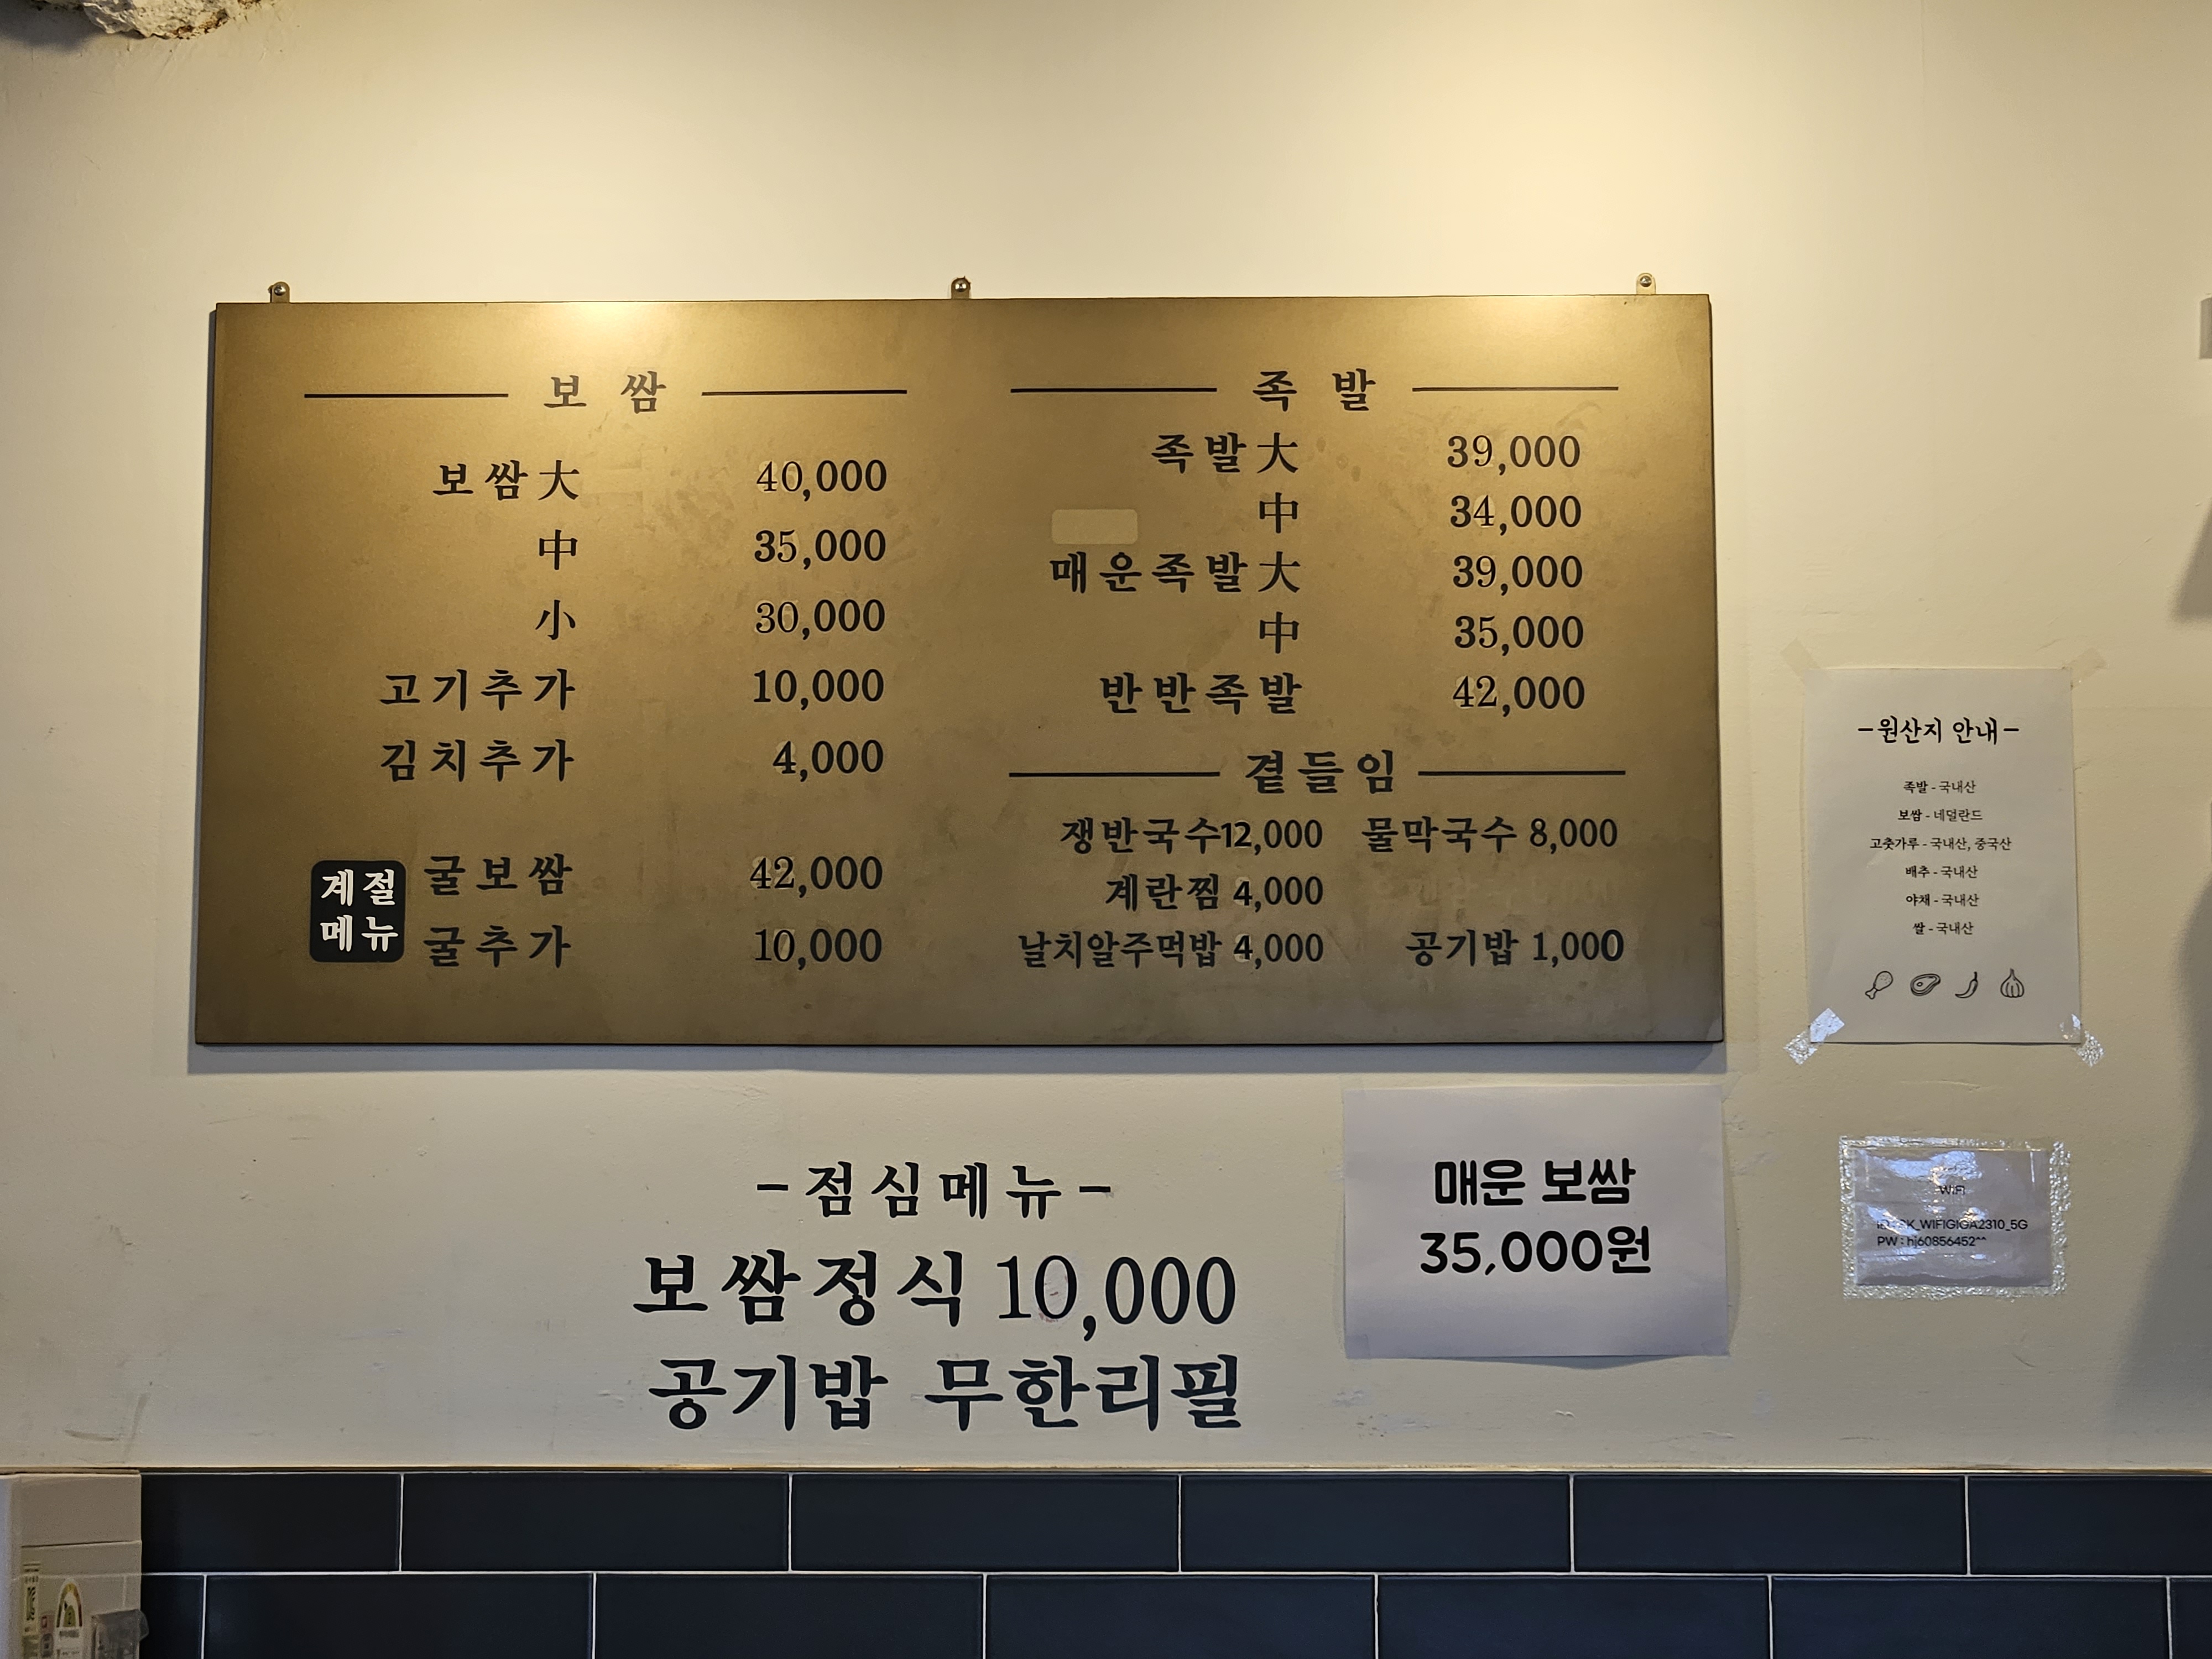 보쌈
보쌈大 40,000
中 35,000
小 30,000
고기추가 10,000
김치추가 4,000
계절
메뉴
굴보쌈 42,000
굴추가 10,000
족발
족발大 39,000
中 34,000
매운족발大 39,000
中 35,000
반반족발 42,000
곁들임
쟁반국수12,000 물막국수 8,000
계란찜 4,000
날치알주먹밥 4,000 공기밥 1,000
-점심메뉴-
보쌈정식 10,000
공기밥 무한리필
매운 보쌈
35,000원
-원산지 안내-
족발 - 국내산
보쌈 - 네덜란드
고춧가루 - 국내산, 중국산
배추 - 국내산
야채 - 국내산
쌀 - 국내산
WiFi
ID : SK_WIFIGIGA2310_5G
PW : hj60856452^^